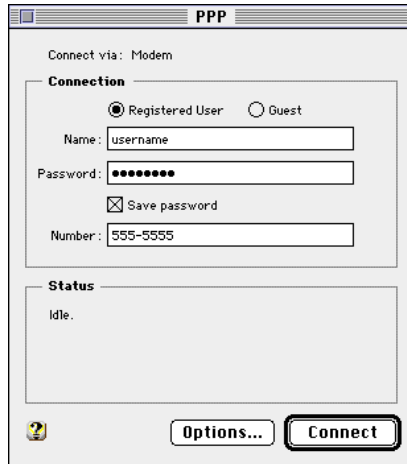 PPP
Connect via: Modem
Connection
Registered User Guest
Name: username
Password: ●●●●●●●●
Save password
Number: 555-5555
Status
Idle.
Options... Connect